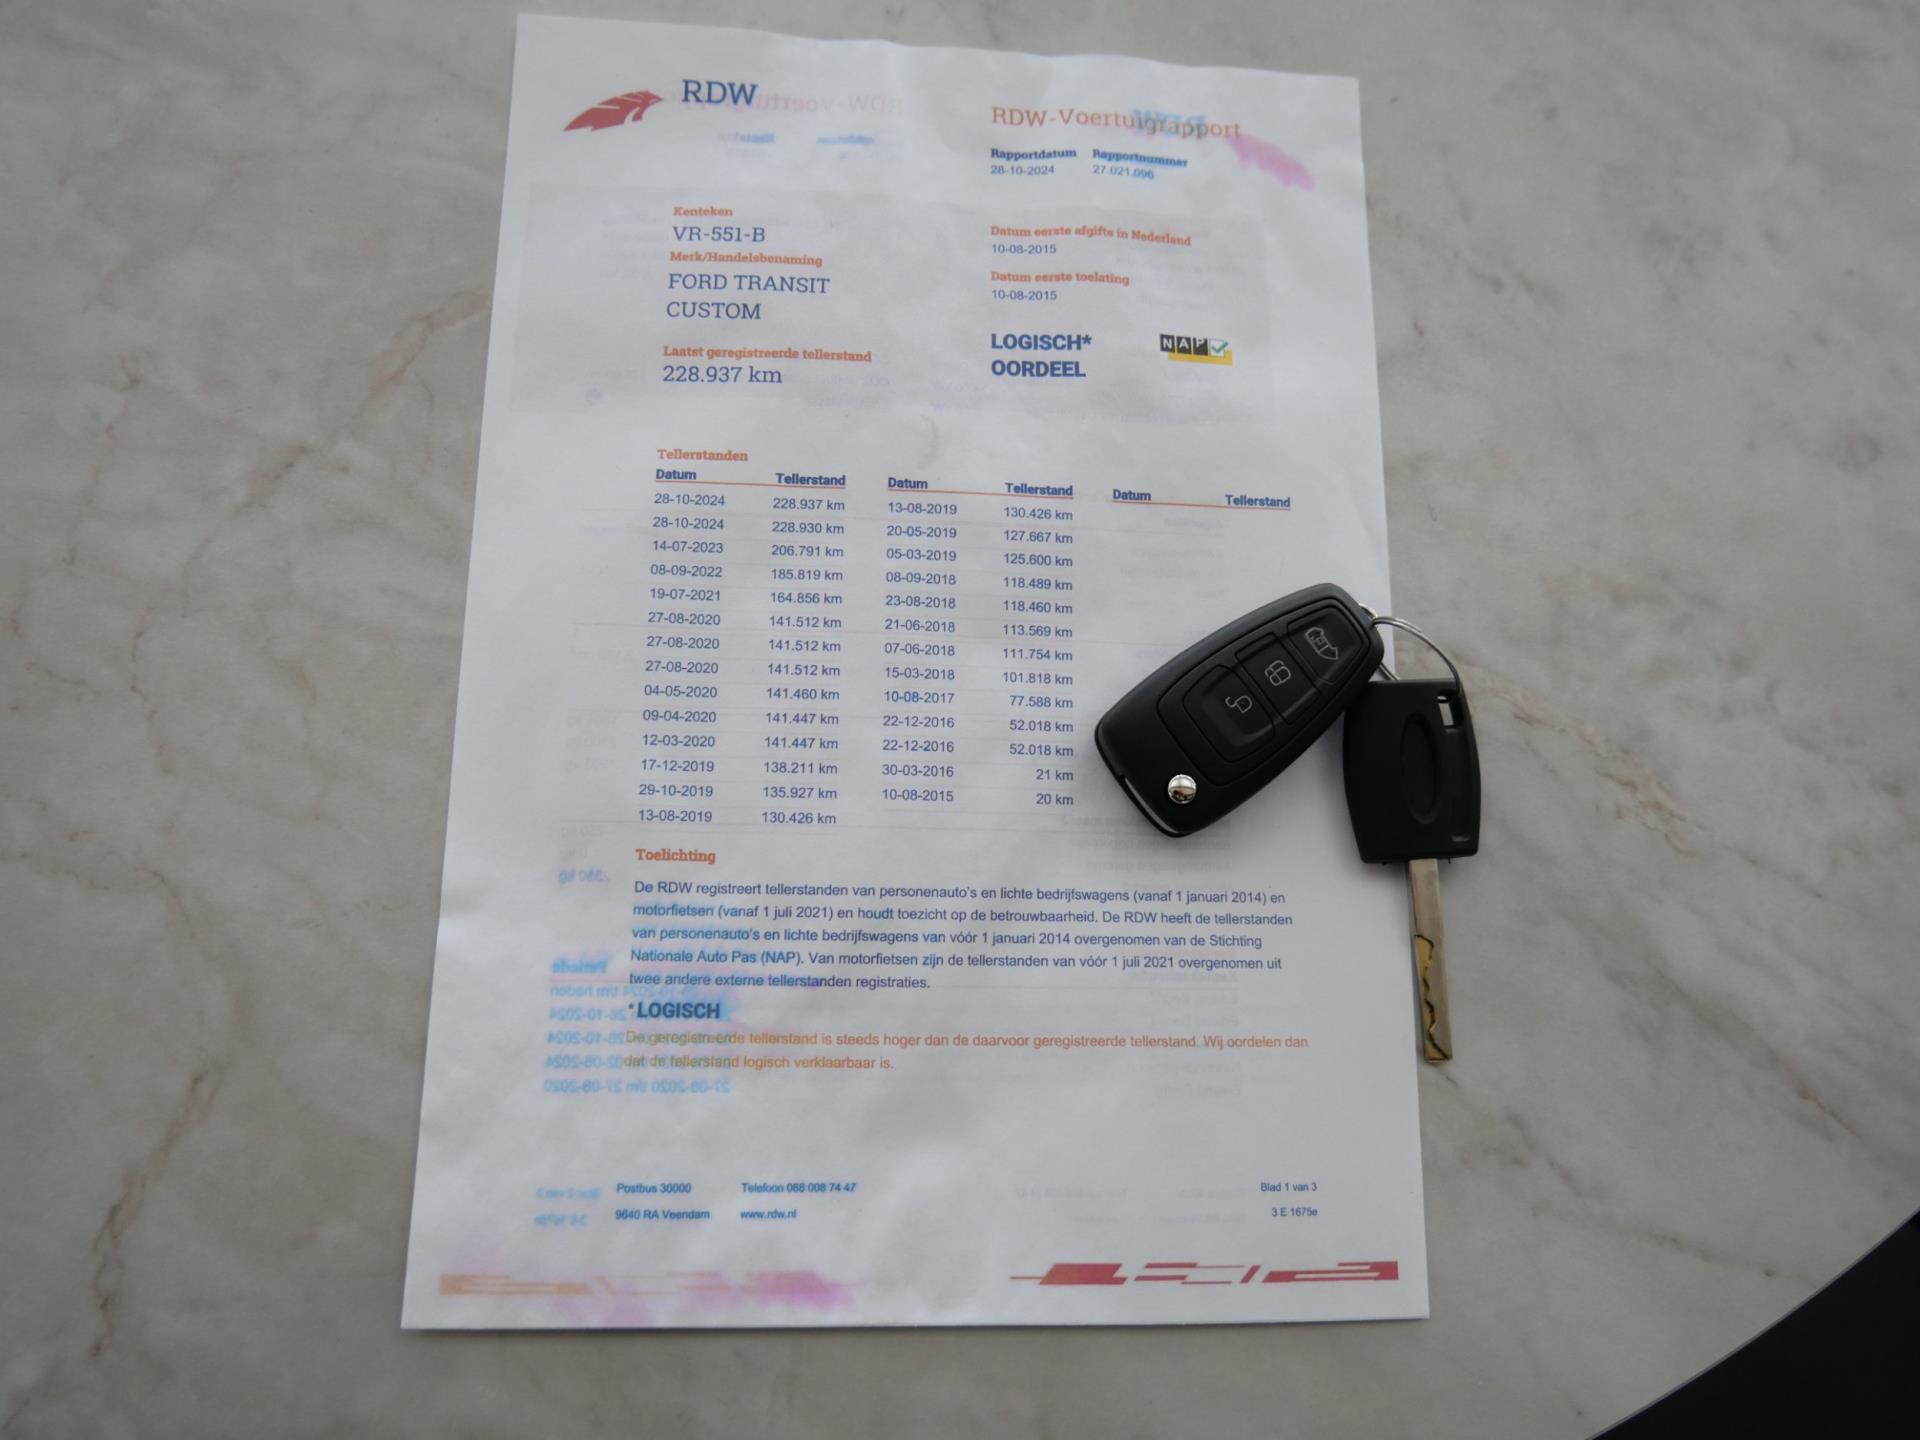 RDW
RDW-Voertuigrapport
Rapportdatum Rapportnummer
28-10-2024 27.021.096
Kenteken
VR-551-B
Merk/Handelsbenaming
FORD TRANSIT
CUSTOM
Laatst geregistreerde tellerstand
228.937 km
Datum eerste afgifte in Nederland
10-08-2015
Datum eerste toelating
10-08-2015
LOGISCH*
OORDEEL
NAP
Tellerstanden
Datum Tellerstand Datum Tellerstand Datum Tellerstand
28-10-2024 228.937 km 13-08-2019 130.426 km
28-10-2024 228.930 km 20-05-2019 127.667 km
14-07-2023 206.791 km 05-03-2019 125.600 km
08-09-2022 185.819 km 08-09-2018 118.489 km
19-07-2021 164.856 km 23-08-2018 118.460 km
27-08-2020 141.512 km 21-06-2018 113.569 km
27-08-2020 141.512 km 07-06-2018 111.754 km
27-08-2020 141.512 km 15-03-2018 101.818 km
04-05-2020 141.460 km 10-08-2017 77.588 km
09-04-2020 141.447 km 22-12-2016 52.018 km
12-03-2020 141.447 km 22-12-2016 52.018 km
17-12-2019 138.211 km 30-03-2016 21 km
29-10-2019 135.927 km 10-08-2015 20 km
13-08-2019 130.426 km
Toelichting
De RDW registreert tellerstanden van personenauto's en lichte bedrijfswagens (vanaf 1 januari 2014) en
motorfietsen (vanaf 1 juli 2021) en houdt toezicht op de betrouwbaarheid. De RDW heeft de tellerstanden
van personenauto's en lichte bedrijfswagens van vóór 1 januari 2014 overgenomen van de Stichting
Nationale Auto Pas (NAP). Van motorfietsen zijn de tellerstanden van vóór 1 juli 2021 overgenomen uit
twee andere externe tellerstanden registraties.
*LOGISCH
De geregistreerde tellerstand is steeds hoger dan de daarvoor geregistreerde tellerstand. Wij oordelen dan
dat de tellerstand logisch verklaarbaar is.
Postbus 30000 Telefoon 088 008 74 47 Blad 1 van 3
9640 RA Veendam www.rdw.nl 3 E 1675e